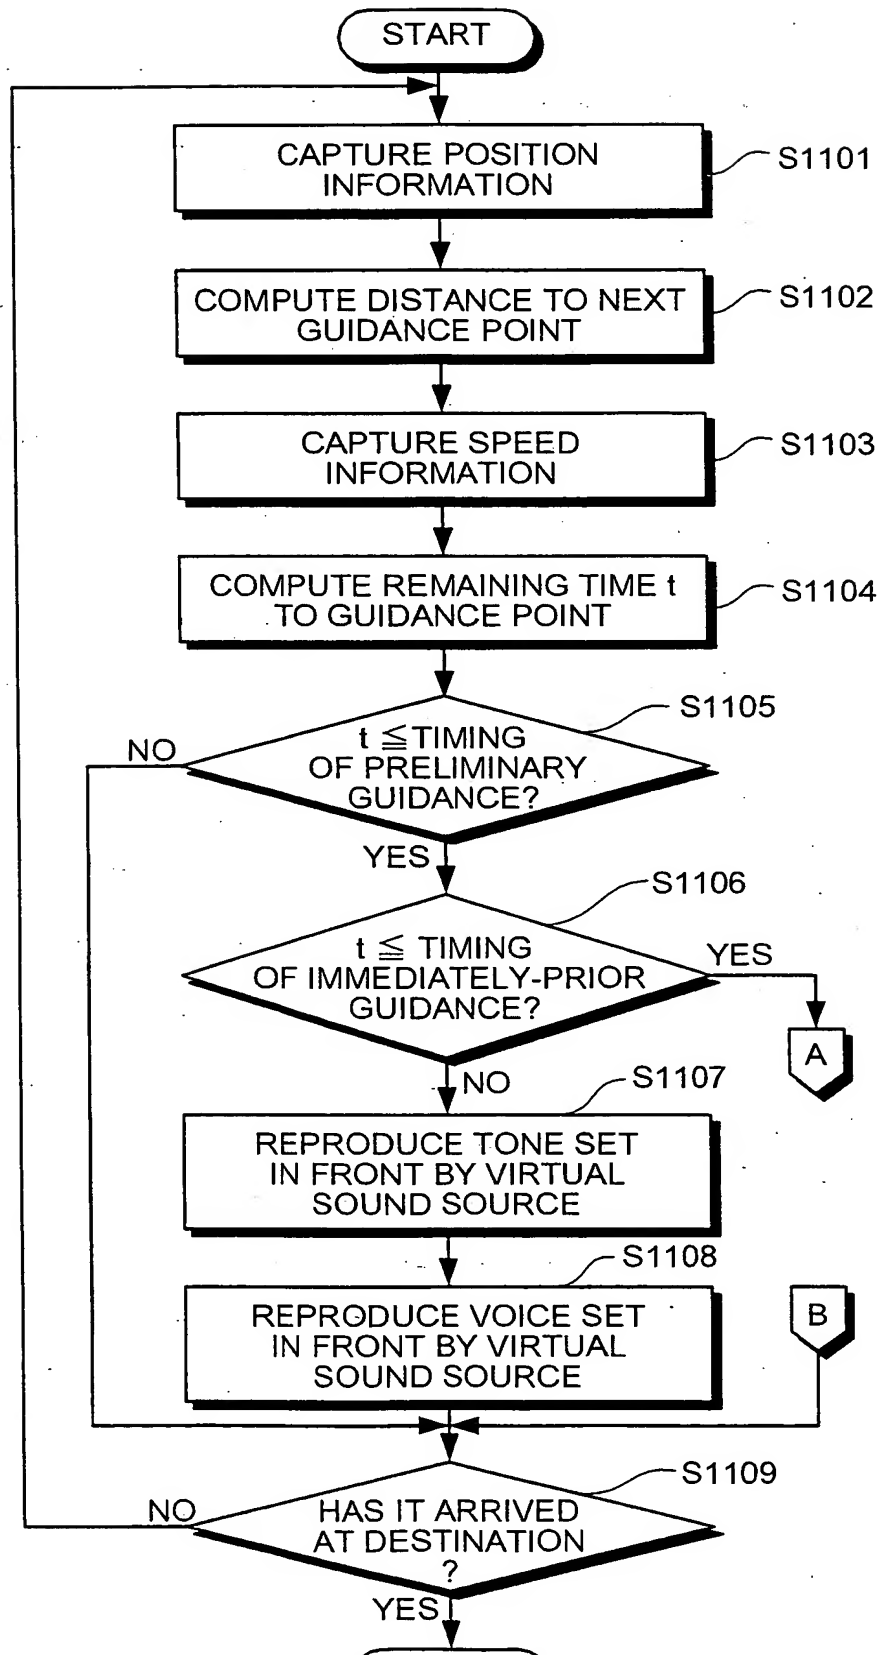 START
CAPTURE POSITION
INFORMATION
S1101
COMPUTE DISTANCE TO NEXT
GUIDANCE POINT
S1102
CAPTURE SPEED
INFORMATION
S1103
COMPUTE REMAINING TIME t
TO GUIDANCE POINT
S1104
S1105
t ≦ TIMING
OF PRELIMINARY
GUIDANCE?
NO
YES
S1106
t ≦ TIMING
OF IMMEDIATELY-PRIOR
GUIDANCE?
YES
A
NO
S1107
REPRODUCE TONE SET
IN FRONT BY VIRTUAL
SOUND SOURCE
S1108
REPRODUCE VOICE SET
IN FRONT BY VIRTUAL
SOUND SOURCE
B
S1109
HAS IT ARRIVED
AT DESTINATION
?
NO
YES